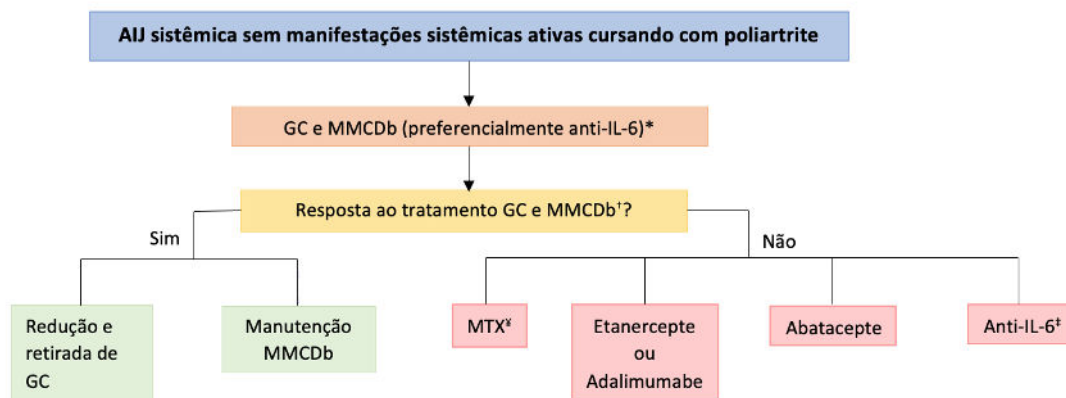 AIJ sistêmica sem manifestações sistêmicas ativas cursando com poliartrite
GC e MMCDb (preferencialmente anti-IL-6)*
Resposta ao tratamento GC e MMCDb†?
Sim
Não
Redução e
retirada de
GC
Manutenção
MMCDb
MTX¥
Etanercepte
ou
Adalimumabe
Abatacepte
Anti-IL-6‡